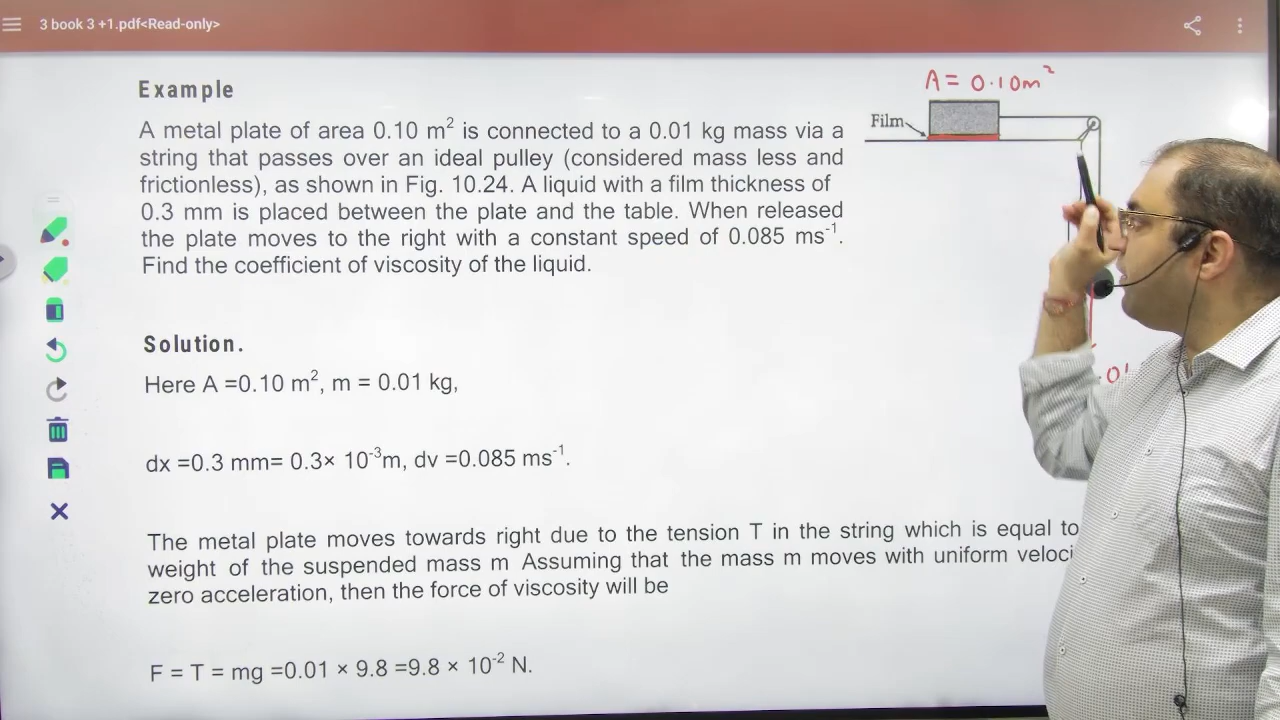 3 book 3 +1.pdf<Read-only>
Example
A = 0.10m²
A metal plate of area 0.10 m² is connected to a 0.01 kg mass via a
string that passes over an ideal pulley (considered mass less and
frictionless), as shown in Fig. 10.24. A liquid with a film thickness of
0.3 mm is placed between the plate and the table. When released
the plate moves to the right with a constant speed of 0.085 ms⁻¹.
Find the coefficient of viscosity of the liquid.
Film
Solution.
Here A =0.10 m², m = 0.01 kg,
dx =0.3 mm= 0.3× 10⁻³m, dv =0.085 ms⁻¹.
The metal plate moves towards right due to the tension T in the string which is equal to
weight of the suspended mass m Assuming that the mass m moves with uniform
zero acceleration, then the force of viscosity will be
F = T = mg =0.01 × 9.8 =9.8 × 10⁻² N.